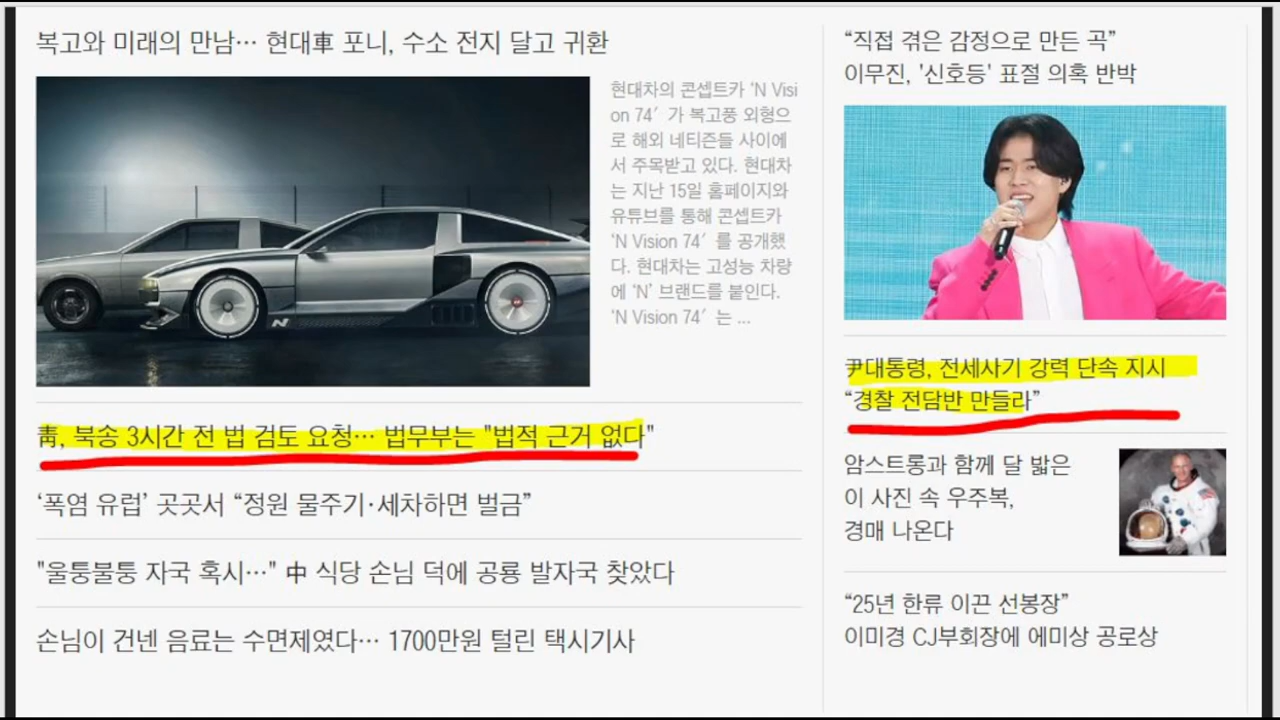 복고와 미래의 만남… 현대車 포니, 수소 전지 달고 귀환
현대차의 콘셉트카 ‘N Visi
on 74′ 가 복고풍 외형으
로 해외 네티즌들 사이에
서 주목받고 있다. 현대차
는 지난 15일 홈페이지와
유튜브를 통해 콘셉트카
‘N Vision 74′ 를 공개했
다. 현대차는 고성능 차량
에 ‘N’ 브랜드를 붙인다.
‘N Vision 74′ 는 ...
靑, 북송 3시간 전 법 검토 요청… 법무부는 "법적 근거 없다"
‘폭염 유럽’ 곳곳서 “정원 물주기·세차하면 벌금”
"울퉁불퉁 자국 혹시…" 中 식당 손님 덕에 공룡 발자국 찾았다
손님이 건넨 음료는 수면제였다… 1700만원 털린 택시기사
“직접 겪은 감정으로 만든 곡”
이무진, '신호등' 표절 의혹 반박
尹대통령, 전세사기 강력 단속 지시
“경찰 전담반 만들라”
암스트롱과 함께 달 밟은
이 사진 속 우주복,
경매 나온다
“25년 한류 이끈 선봉장”
이미경 CJ부회장에 에미상 공로상